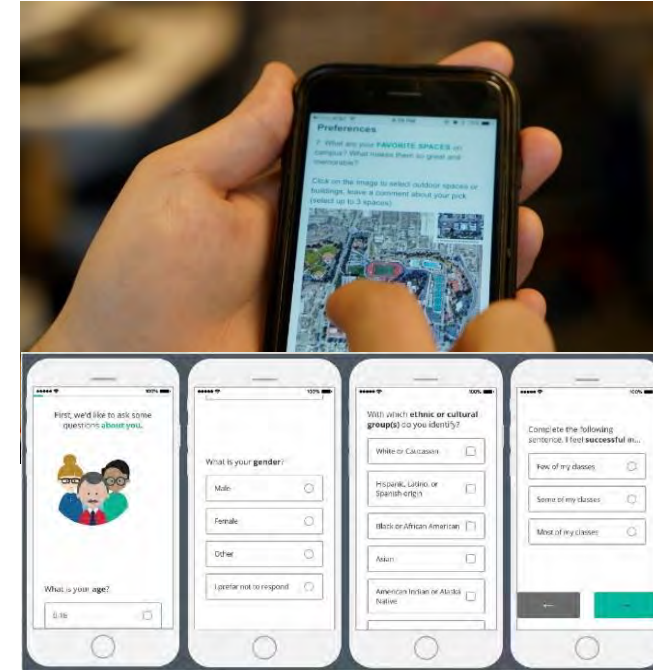 Preferences
7. What are your FAVORITE SPACES on
campus? What makes them so great and
memorable?
Click on the image to select outdoor spaces or
buildings, leave a comment about your pick
(select up to 3 spaces)
100%
First, we'd like to ask some
questions about you.
What is your age?
100%
What is your gender?
Male
Female
Other
I prefer not to respond
100%
With which ethnic or cultural
group(s) do you identify?
White or Caucasian
Hispanic, Latino, or
Spanish origin
Black or African American
Asian
American Indian or Alaska
Native
100%
Complete the following
sentence. I feel successful in...
Few of my classes
Some of my classes
Most of my classes